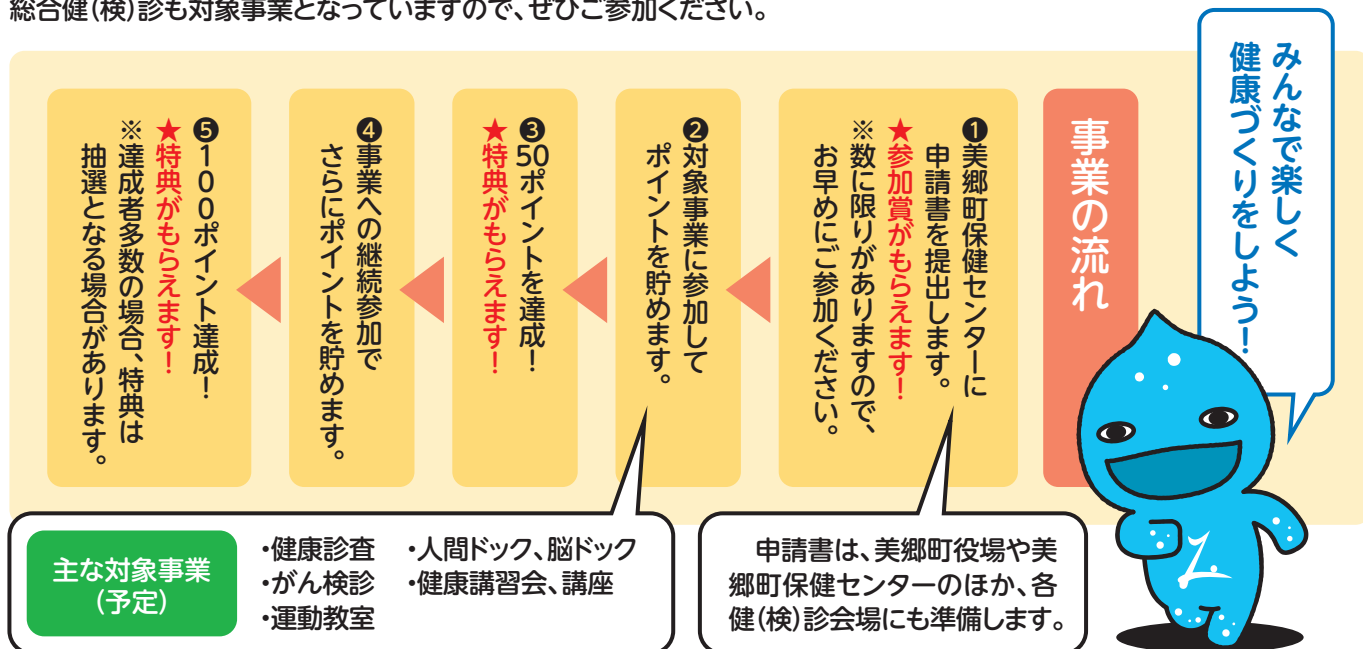 総合健(検)診も対象事業となっていますので、ぜひご参加ください。
みんなで楽しく
健康づくりをしよう!
事業の流れ
❶美郷町保健センターに
申請書を提出します。
★参加賞がもらえます!
※数に限りがありますので、
お早めにご参加ください。
❷対象事業に参加して
ポイントを貯めます。
❸50ポイントを達成!
★特典がもらえます!
❹事業への継続参加で
さらにポイントを貯めます。
❺100ポイント達成!
★特典がもらえます!
※達成者多数の場合、特典は
抽選となる場合があります。
申請書は、美郷町役場や美
郷町保健センターのほか、各
健(検)診会場にも準備します。
主な対象事業
(予定)
・健康診査
・がん検診
・運動教室
・人間ドック、脳ドック
・健康講習会、講座